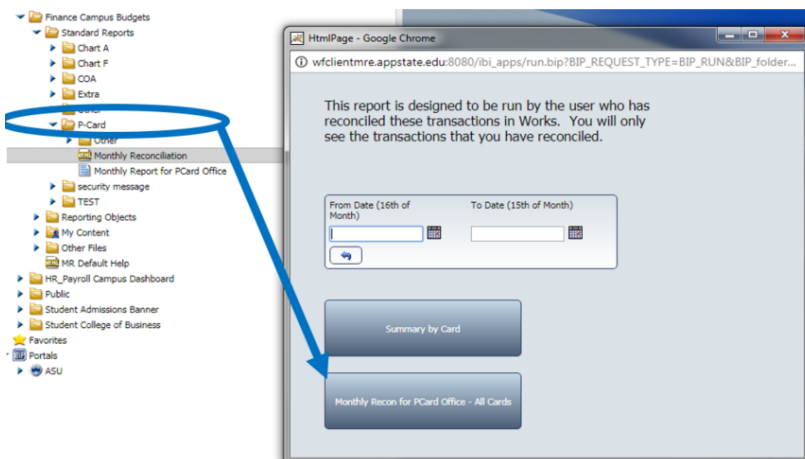 Finance Campus Budgets
Standard Reports
Chart A
Chart F
COA
Extra
Other
P-Card
Other
Monthly Reconciliation
Monthly Report for PCard Office
security message
TEST
Reporting Objects
My Content
Other Files
MR Default Help
HR_Payroll Campus Dashboard
Public
Student Admissions Banner
Student College of Business
Favorites
Portals
ASU
HtmlPage - Google Chrome
wfclientmre.appstate.edu:8080/ibi_apps/run.bip?BIP_REQUEST_TYPE=BIP_RUN&BIP_folder...
This report is designed to be run by the user who has
reconciled these transactions in Works. You will only
see the transactions that you have reconciled.
From Date (16th of
Month)
To Date (15th of Month)
Summary by Card
Monthly Recon for PCard Office - All Cards